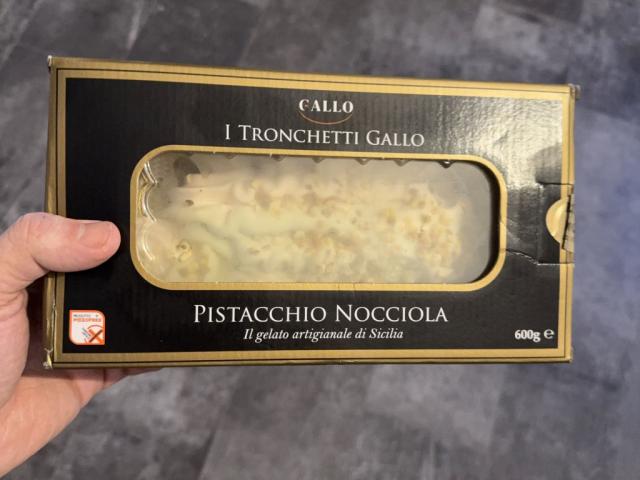 GALLO
I TRONCHETTI GALLO
PISTACCHIO NOCCIOLA
Il gelato artigianale di Sicilia
600g e